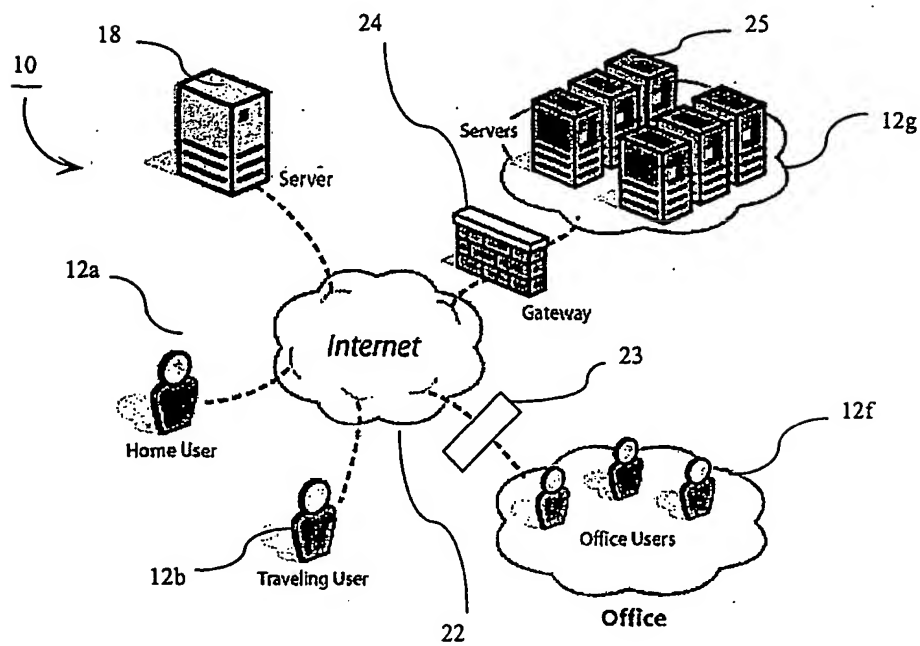 18
24
25
10
Servers
12g
Server
12a
Gateway
Internet
23
12f
Home User
Office Users
12b
Traveling User
Office
22